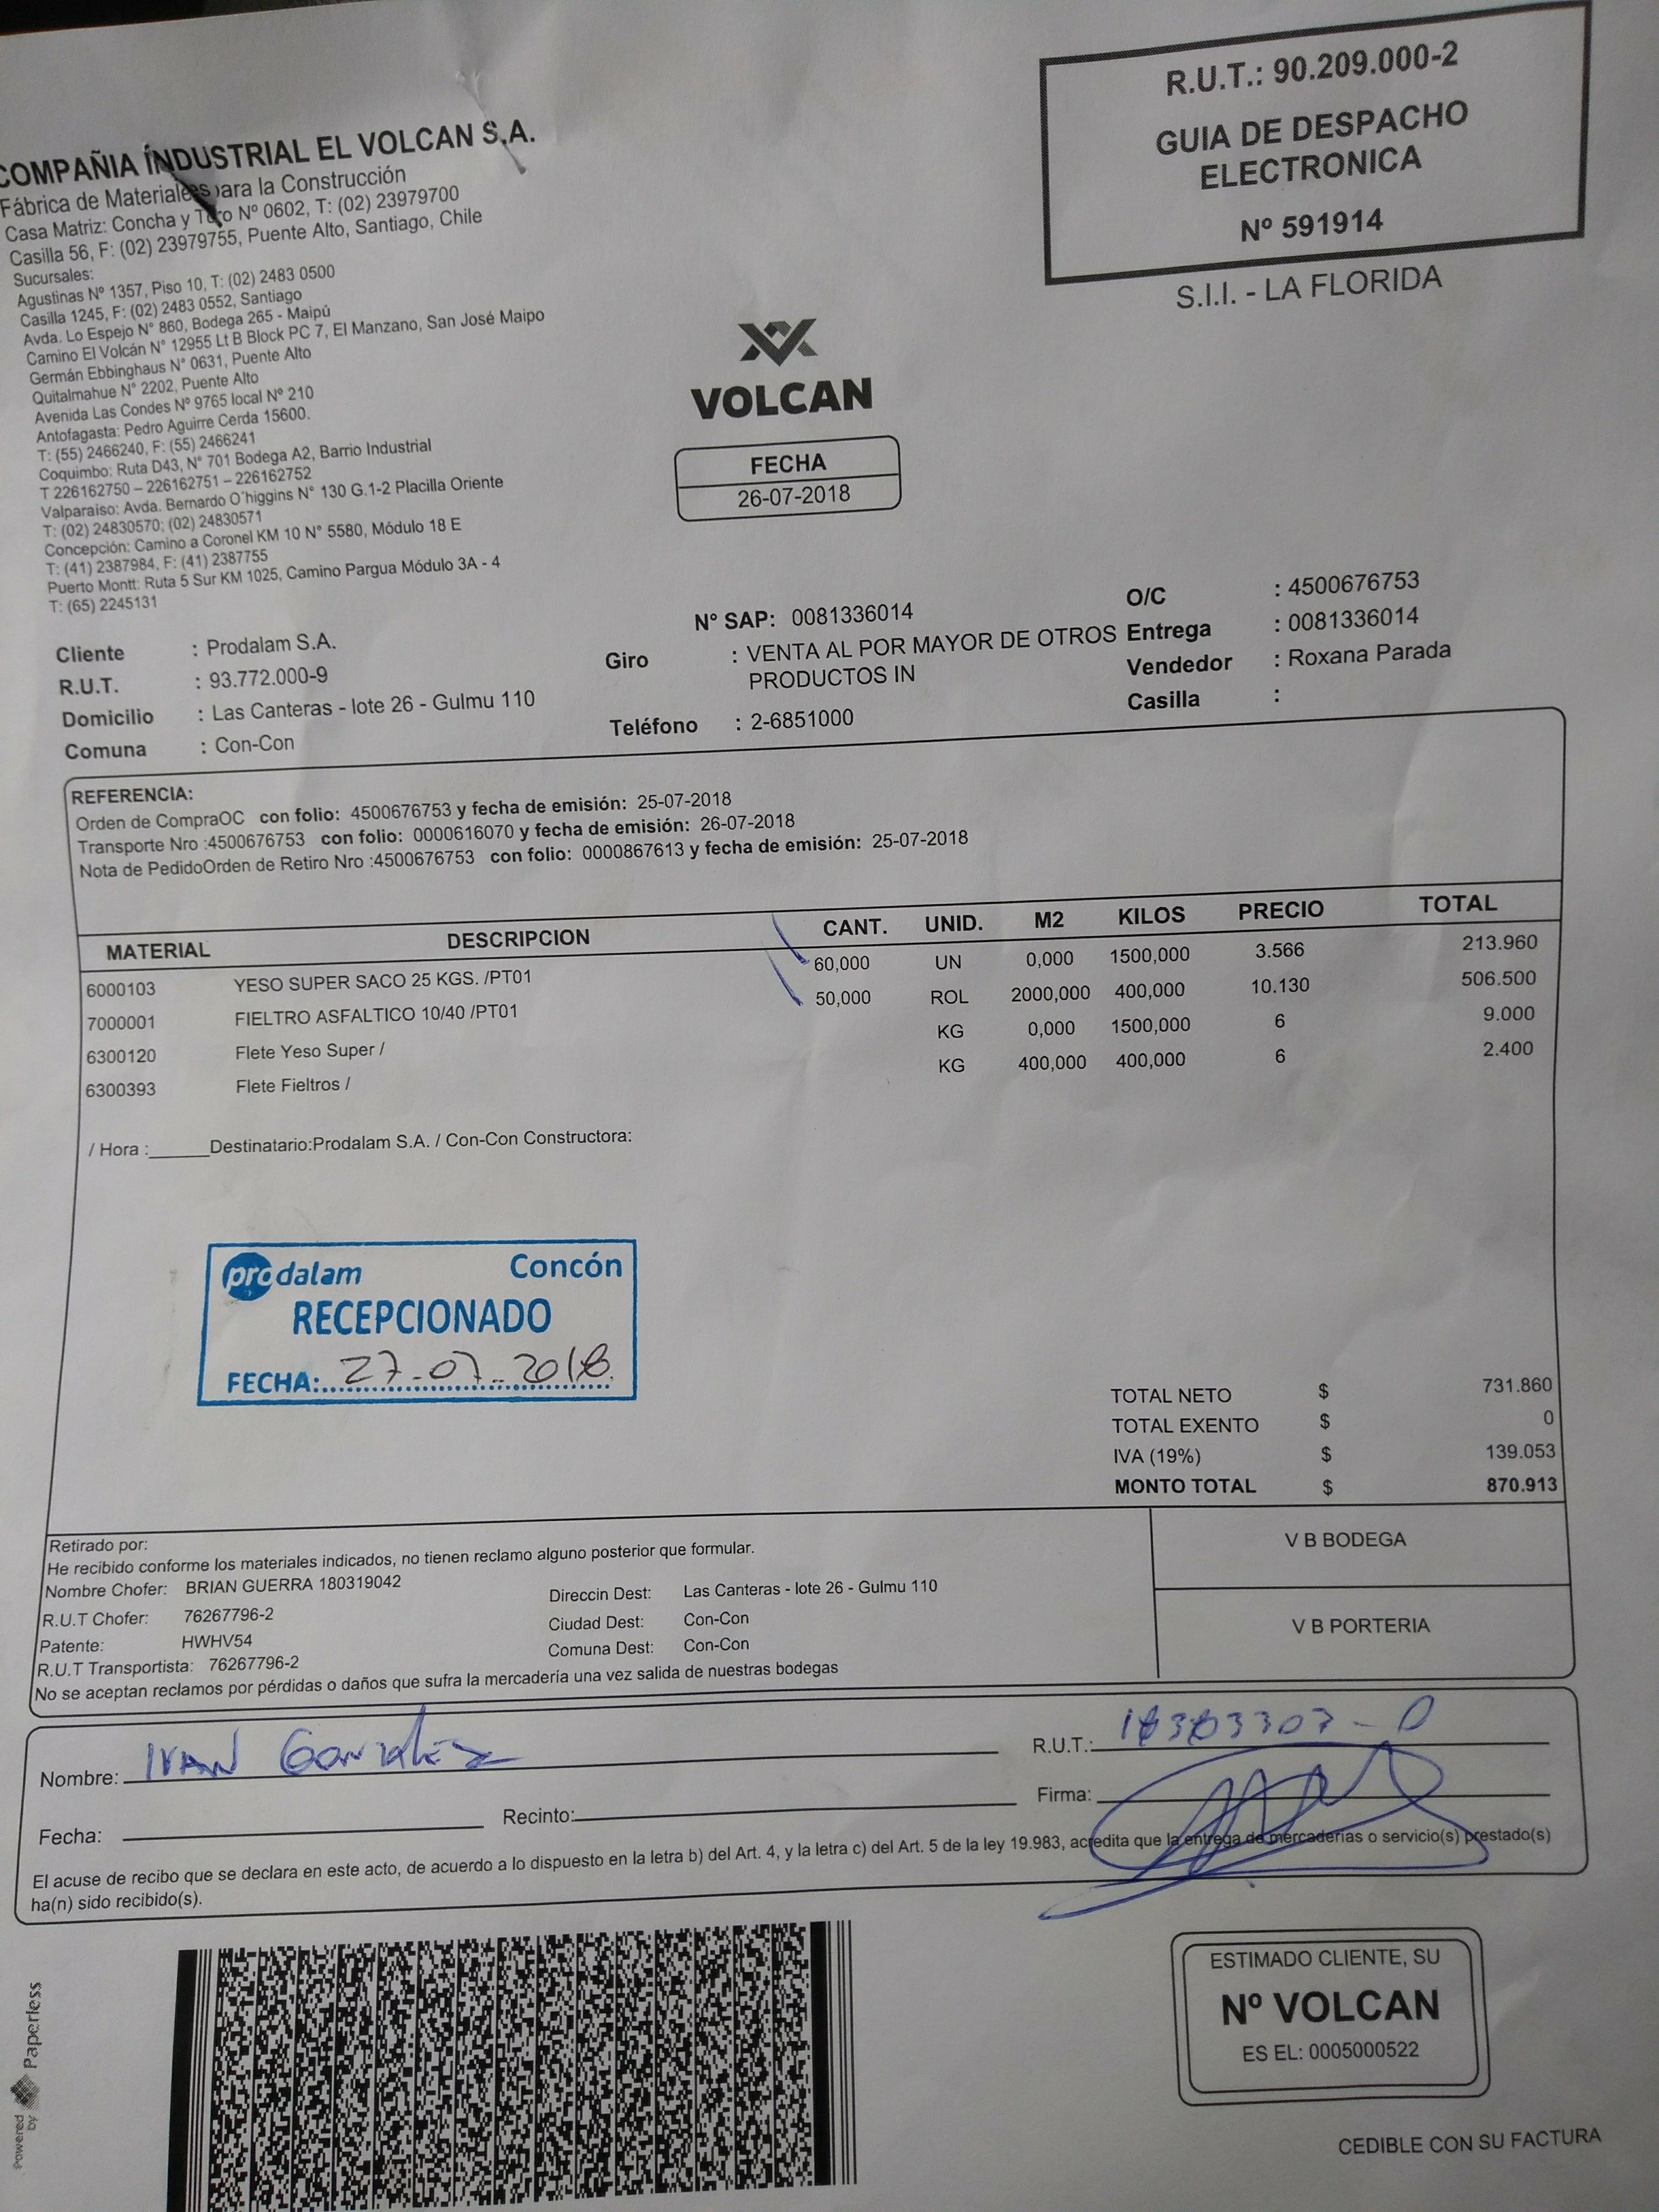 COMPAÑIA INDUSTRIAL EL VOLCAN S.A.
Fábrica de Materiales para la Construcción
Casa Matriz: Concha y Toro Nº 0602, T: (02) 23979700
Casilla 56, F: (02) 23979755, Puente Alto, Santiago, Chile
Sucursales:
Agustinas Nº 1357, Piso 10, T: (02) 2483 0500
Casilla 1245, F: (02) 2483 0552, Santiago
Avda. Lo Espejo N° 860, Bodega 265 - Maipú
Camino El Volcán N° 12955 Lt B Block PC 7, El Manzano, San José Maipo
Germán Ebbinghaus N° 0631, Puente Alto
Quitalmahue N° 2202, Puente Alto
Avenida Las Condes Nº 9765 local Nº 210
Antofagasta: Pedro Aguirre Cerda 15600.
T: (55) 2466240, F: (55) 2466241
Coquimbo: Ruta D43, N° 701 Bodega A2, Barrio Industrial
T 226162750 – 226162751 – 226162752
Valparaíso: Avda. Bernardo O´higgins N° 130 G.1-2 Placilla Oriente
T: (02) 24830570; (02) 24830571
Concepción: Camino a Coronel KM 10 N° 5580, Módulo 18 E
T: (41) 2387984, F: (41) 2387755
Puerto Montt: Ruta 5 Sur KM 1025, Camino Pargua Módulo 3A - 4
T: (65) 2245131
R.U.T.: 90.209.000-2
GUIA DE DESPACHO
ELECTRONICA
Nº 591914
S.I.I. - LA FLORIDA
VOLCAN
FECHA
26-07-2018
Cliente : Prodalam S.A.
R.U.T. : 93.772.000-9
Domicilio : Las Canteras - lote 26 - Gulmu 110
Comuna : Con-Con
N° SAP: 0081336014
Giro : VENTA AL POR MAYOR DE OTROS
PRODUCTOS IN
Teléfono : 2-6851000
O/C : 4500676753
Entrega : 0081336014
Vendedor : Roxana Parada
Casilla :
REFERENCIA:
Orden de CompraOC con folio: 4500676753 y fecha de emisión: 25-07-2018
Transporte Nro :4500676753 con folio: 0000616070 y fecha de emisión: 26-07-2018
Nota de PedidoOrden de Retiro Nro :4500676753 con folio: 0000867613 y fecha de emisión: 25-07-2018
MATERIAL DESCRIPCION CANT. UNID. M2 KILOS PRECIO TOTAL
6000103 YESO SUPER SACO 25 KGS. /PT01 60,000 UN 0,000 1500,000 3.566 213.960
7000001 FIELTRO ASFALTICO 10/40 /PT01 50,000 ROL 2000,000 400,000 10.130 506.500
6300120 Flete Yeso Super / KG 0,000 1500,000 6 9.000
6300393 Flete Fieltros / KG 400,000 400,000 6 2.400
/ Hora :______Destinatario:Prodalam S.A. / Con-Con Constructora:
prodalam Concón
RECEPCIONADO
FECHA: 27-07-2018
TOTAL NETO $ 731.860
TOTAL EXENTO $ 0
IVA (19%) $ 139.053
MONTO TOTAL $ 870.913
Retirado por:
He recibido conforme los materiales indicados, no tienen reclamo alguno posterior que formular.
Nombre Chofer: BRIAN GUERRA 180319042
R.U.T Chofer: 76267796-2
Patente: HWHV54
R.U.T Transportista: 76267796-2
Direccin Dest: Las Canteras - lote 26 - Gulmu 110
Ciudad Dest: Con-Con
Comuna Dest: Con-Con
No se aceptan reclamos por pérdidas o daños que sufra la mercadería una vez salida de nuestras bodegas
V B BODEGA
V B PORTERIA
Nombre: IVAN Gonzalez
R.U.T.:
Fecha:
Recinto:
Firma:
El acuse de recibo que se declara en este acto, de acuerdo a lo dispuesto en la letra b) del Art. 4, y la letra c) del Art. 5 de la ley 19.983, acredita que la entrega de mercaderias o servicio(s) prestado(s)
ha(n) sido recibido(s).
Powered by Paperless
ESTIMADO CLIENTE, SU
Nº VOLCAN
ES EL: 0005000522
CEDIBLE CON SU FACTURA